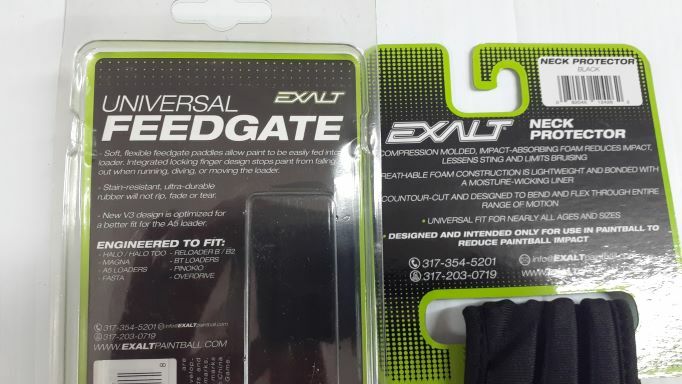 EXALT
UNIVERSAL
FEEDGATE
- Soft, flexible feedgate paddles allow paint to be easily fed into
loader. Integrated locking finger design stops paint from falling
out when running, diving, or moving the loader.
- Stain-resistant, ultra-durable
rubber will not rip, fade or tear.
- New V3 design is optimized for
a better fit for the A5 loader.
ENGINEERED TO FIT:
- HALO / HALO TOO - RELOADER B / B2
- MAGNA - BT LOADERS
- A5 LOADERS - PINOKIO
- FASTA - OVERDRIVE
317-354-5201 info@EXALTpaintball.com
317-203-0719
WWW.EXALTPAINTBALL.COM
NECK PROTECTOR
BLACK
EXALT NECK
PROTECTOR
COMPRESSION MOLDED, IMPACT-ABSORBING FOAM REDUCES IMPACT,
LESSENS STING AND LIMITS BRUISING
BREATHABLE FOAM CONSTRUCTION IS LIGHTWEIGHT AND BONDED WITH
A MOISTURE-WICKING LINER
COUNTOUR-CUT AND DESIGNED TO BEND AND FLEX THROUGH ENTIRE
RANGE OF MOTION
• UNIVERSAL FIT FOR NEARLY ALL AGES AND SIZES
• DESIGNED AND INTENDED ONLY FOR USE IN PAINTBALL TO
REDUCE PAINTBALL IMPACT
317-354-5201 info@EXALTpaintball.com
317-203-0719